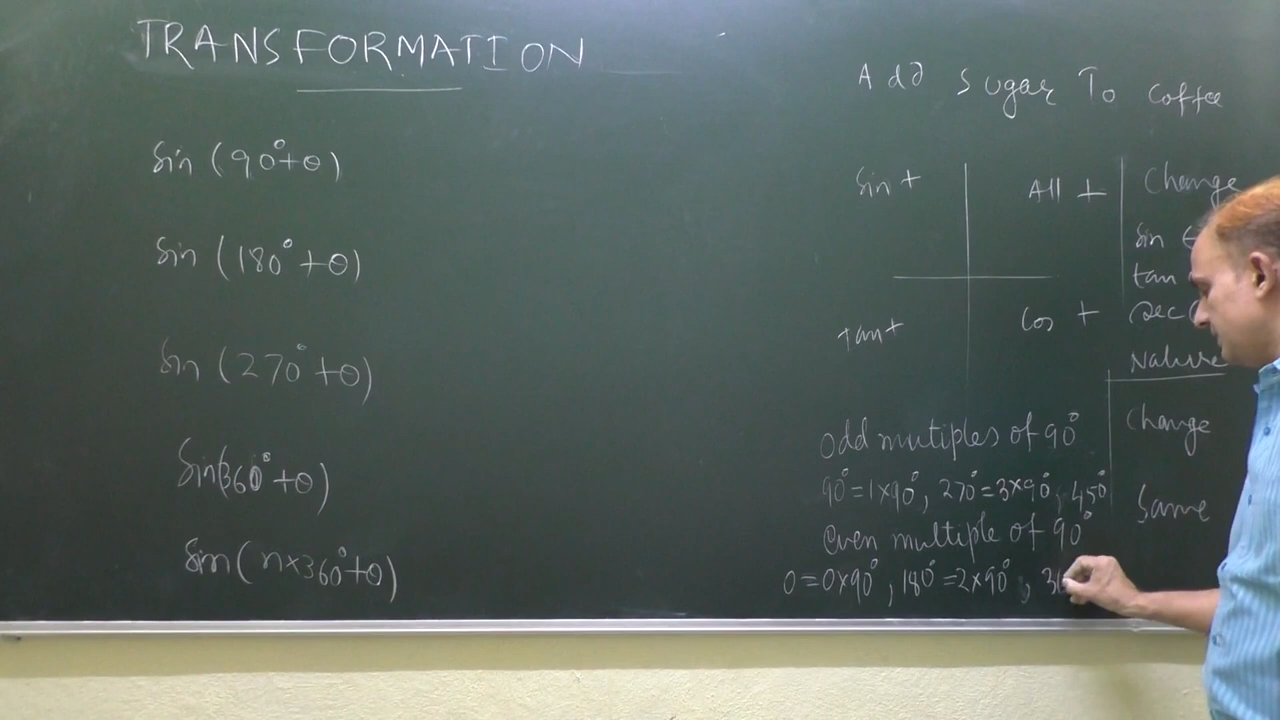 TRANSFORMATION
sin (90°+θ)
sin (180°+θ)
sin (270°+θ)
sin(360°+θ)
sin(n×360°+θ)
Add Sugar To Coffee
Sin + All +
tan + Cos +
Change
sin
tan
sec
Nature
Change
Same
odd mutiples of 90°
90°=1×90°, 270°=3×90°, 450°
even multiple of 90°
0=0×90°, 180°=2×90°, 36